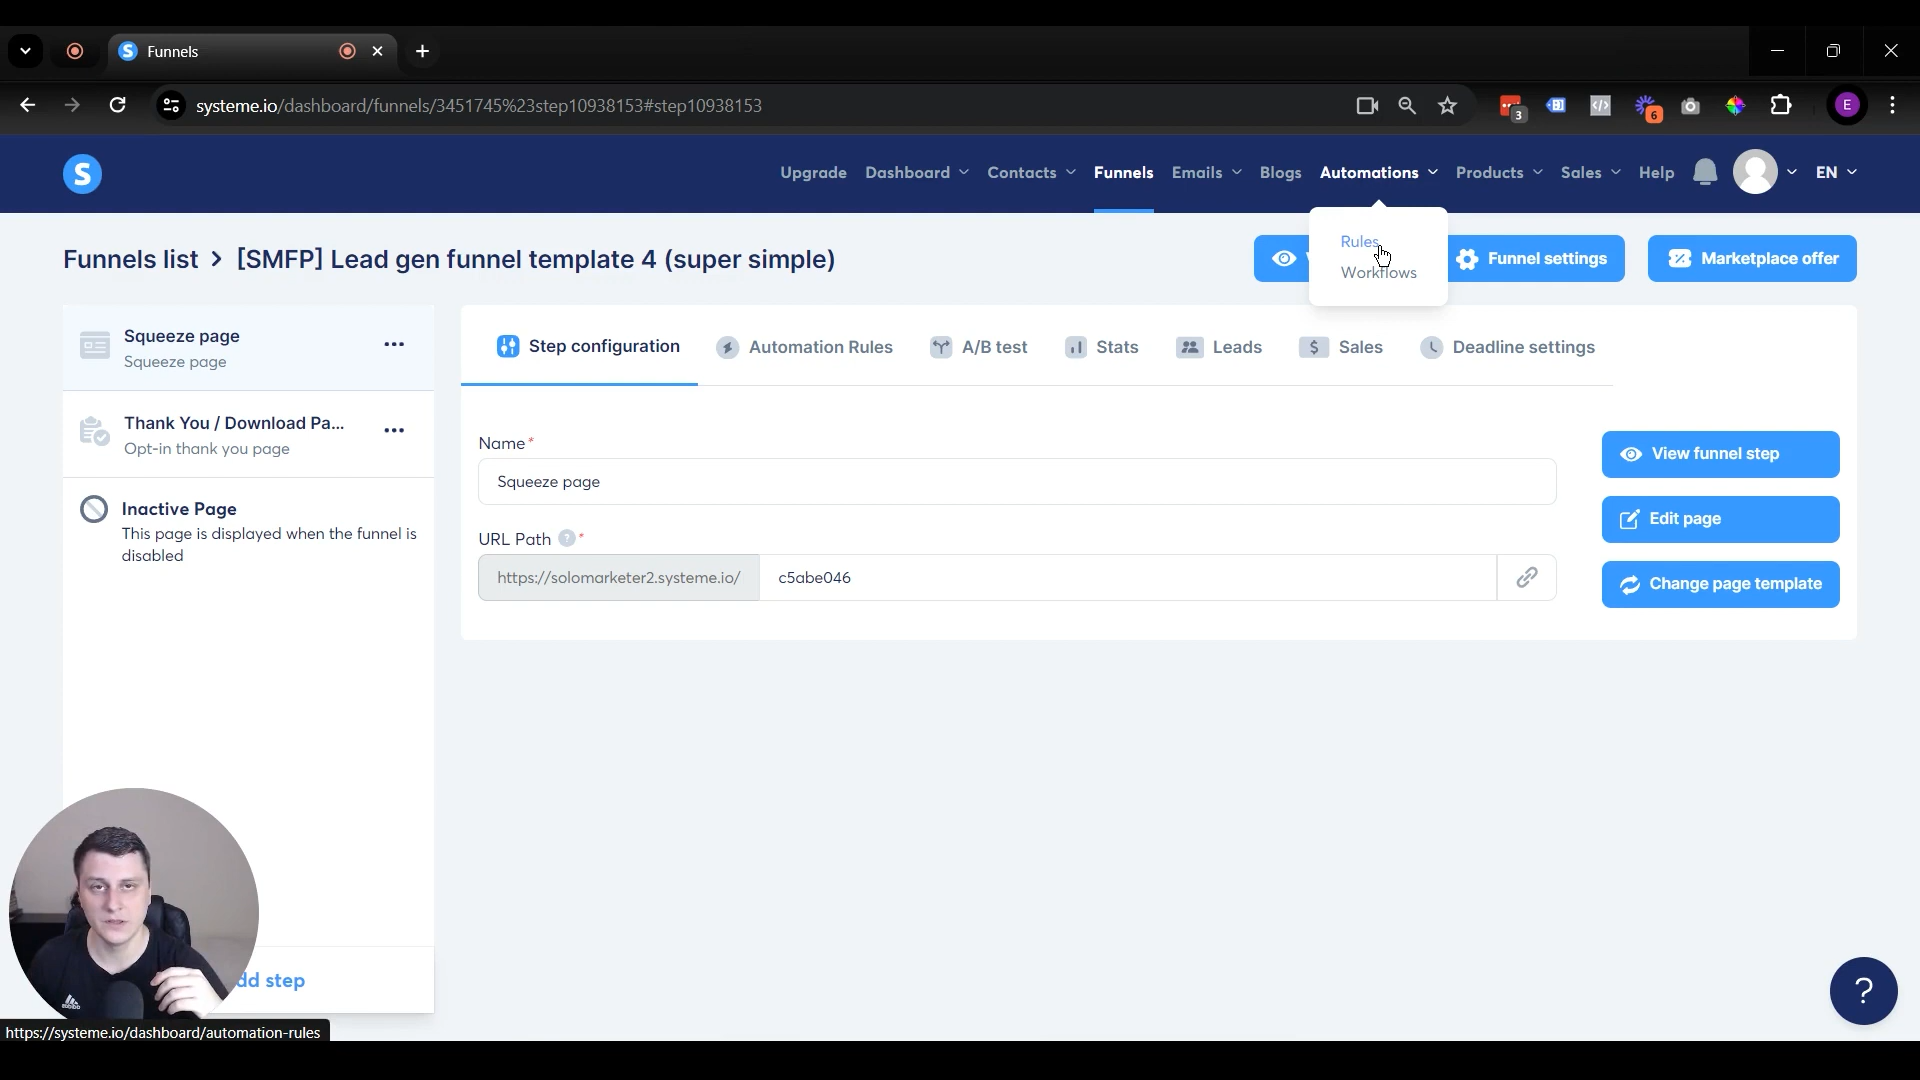 Funnels
systeme.io/dashboard/funnels/3451745%23step10938153#step10938153
3
6
E
S
Upgrade
Dashboard
Contacts
Funnels
Emails
Blogs
Automations
Products
Sales
Help
EN
Rules
Workflows
Funnels list > [SMFP] Lead gen funnel template 4 (super simple)
Funnel settings
Marketplace offer
Squeeze page
Squeeze page
Thank You / Download Pa...
Opt-in thank you page
Inactive Page
This page is displayed when the funnel is
disabled
dd step
Step configuration
Automation Rules
A/B test
Stats
Leads
Sales
Deadline settings
Name*
Squeeze page
URL Path ? *
https://solomarketer2.systeme.io/
c5abe046
View funnel step
Edit page
Change page template
adidas
?
https://systeme.io/dashboard/automation-rules